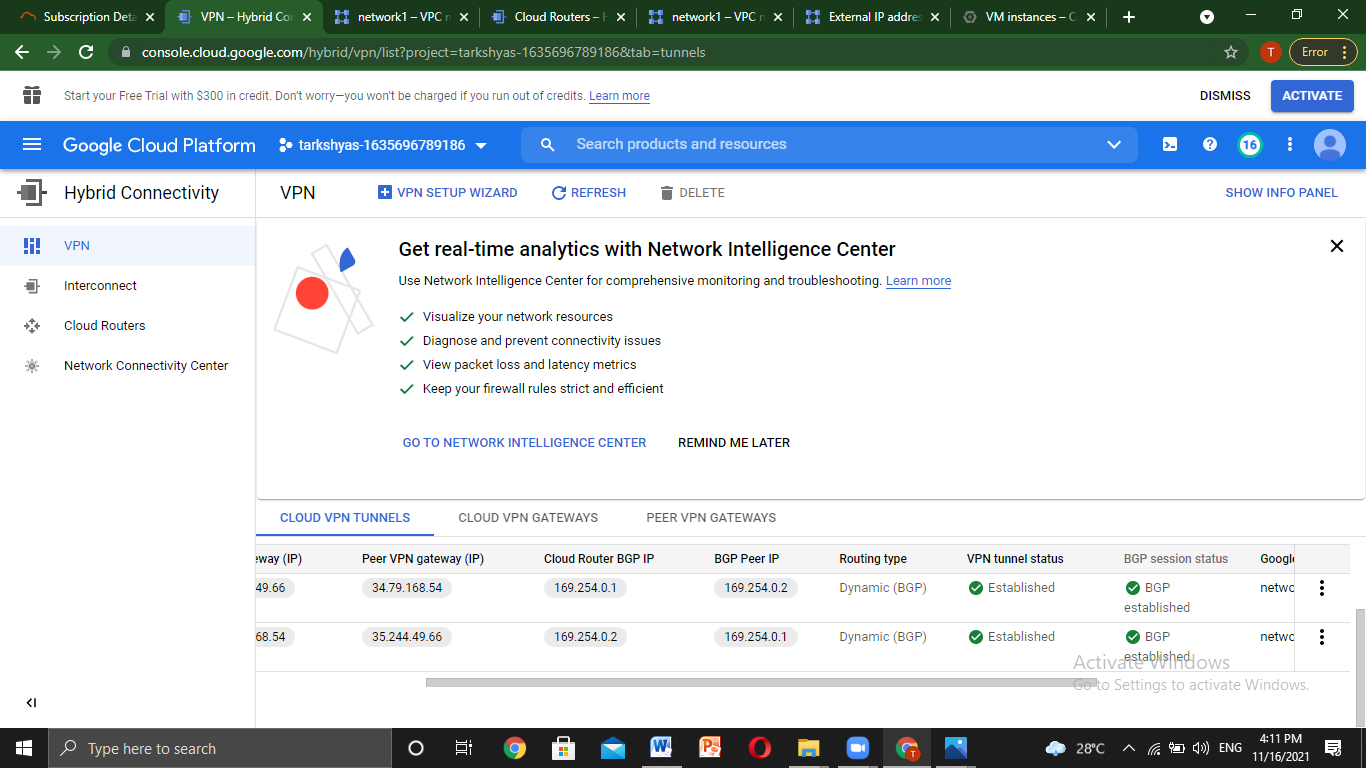 Subscription Deta
VPN – Hybrid Co
network1 – VPC n
Cloud Routers – H
network1 – VPC n
External IP addre
VM instances – C
console.cloud.google.com/hybrid/vpn/list?project=tarkshyas-1635696789186&tab=tunnels
T
Error
Start your Free Trial with $300 in credit. Don't worry—you won't be charged if you run out of credits. Learn more
DISMISS
ACTIVATE
Google Cloud Platform
tarkshyas-1635696789186
Search products and resources
16
Hybrid Connectivity
VPN
VPN SETUP WIZARD
REFRESH
DELETE
SHOW INFO PANEL
VPN
Interconnect
Cloud Routers
Network Connectivity Center
Get real-time analytics with Network Intelligence Center
Use Network Intelligence Center for comprehensive monitoring and troubleshooting. Learn more
Visualize your network resources
Diagnose and prevent connectivity issues
View packet loss and latency metrics
Keep your firewall rules strict and efficient
GO TO NETWORK INTELLIGENCE CENTER
REMIND ME LATER
CLOUD VPN TUNNELS
CLOUD VPN GATEWAYS
PEER VPN GATEWAYS
eway (IP) Peer VPN gateway (IP) Cloud Router BGP IP BGP Peer IP Routing type VPN tunnel status BGP session status Google
49.66 34.79.168.54 169.254.0.1 169.254.0.2 Dynamic (BGP) Established BGP netwo
established
68.54 35.244.49.66 169.254.0.2 169.254.0.1 Dynamic (BGP) Established BGP netwo
established
Activate Windows
Go to Settings to activate Windows.
Type here to search
28°C
ENG
4:11 PM
11/16/2021